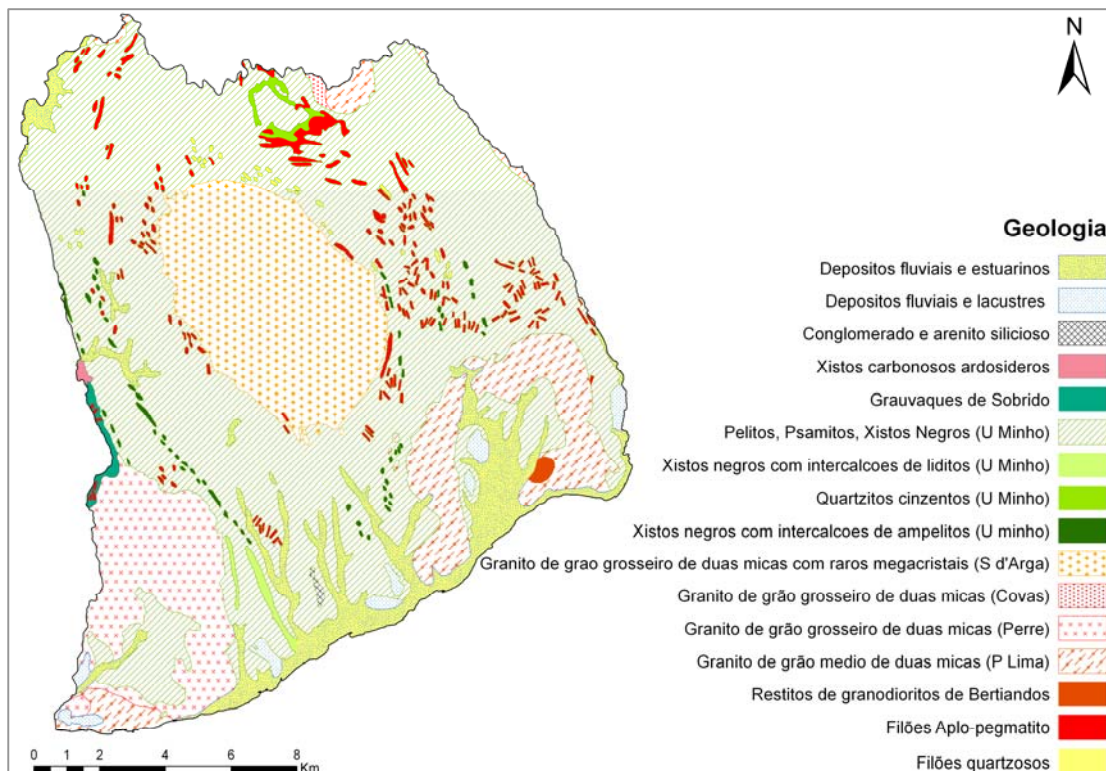 N
Geologia
Depositos fluviais e estuarinos
Depositos fluviais e lacustres
Conglomerado e arenito silicioso
Xistos carbonosos ardosideros
Grauvaques de Sobrido
Pelitos, Psamitos, Xistos Negros (U Minho)
Xistos negros com intercalcoes de liditos (U Minho)
Quartzitos cinzentos (U Minho)
Xistos negros com intercalcoes de ampelitos (U minho)
Granito de grao grosseiro de duas micas com raros megacristais (S d'Arga)
Granito de grão grosseiro de duas micas (Covas)
Granito de grão grosseiro de duas micas (Perre)
Granito de grão medio de duas micas (P Lima)
Restitos de granodioritos de Bertiandos
Filões Aplo-pegmatito
Filões quartzosos
0 1 2 4 6 8
Km